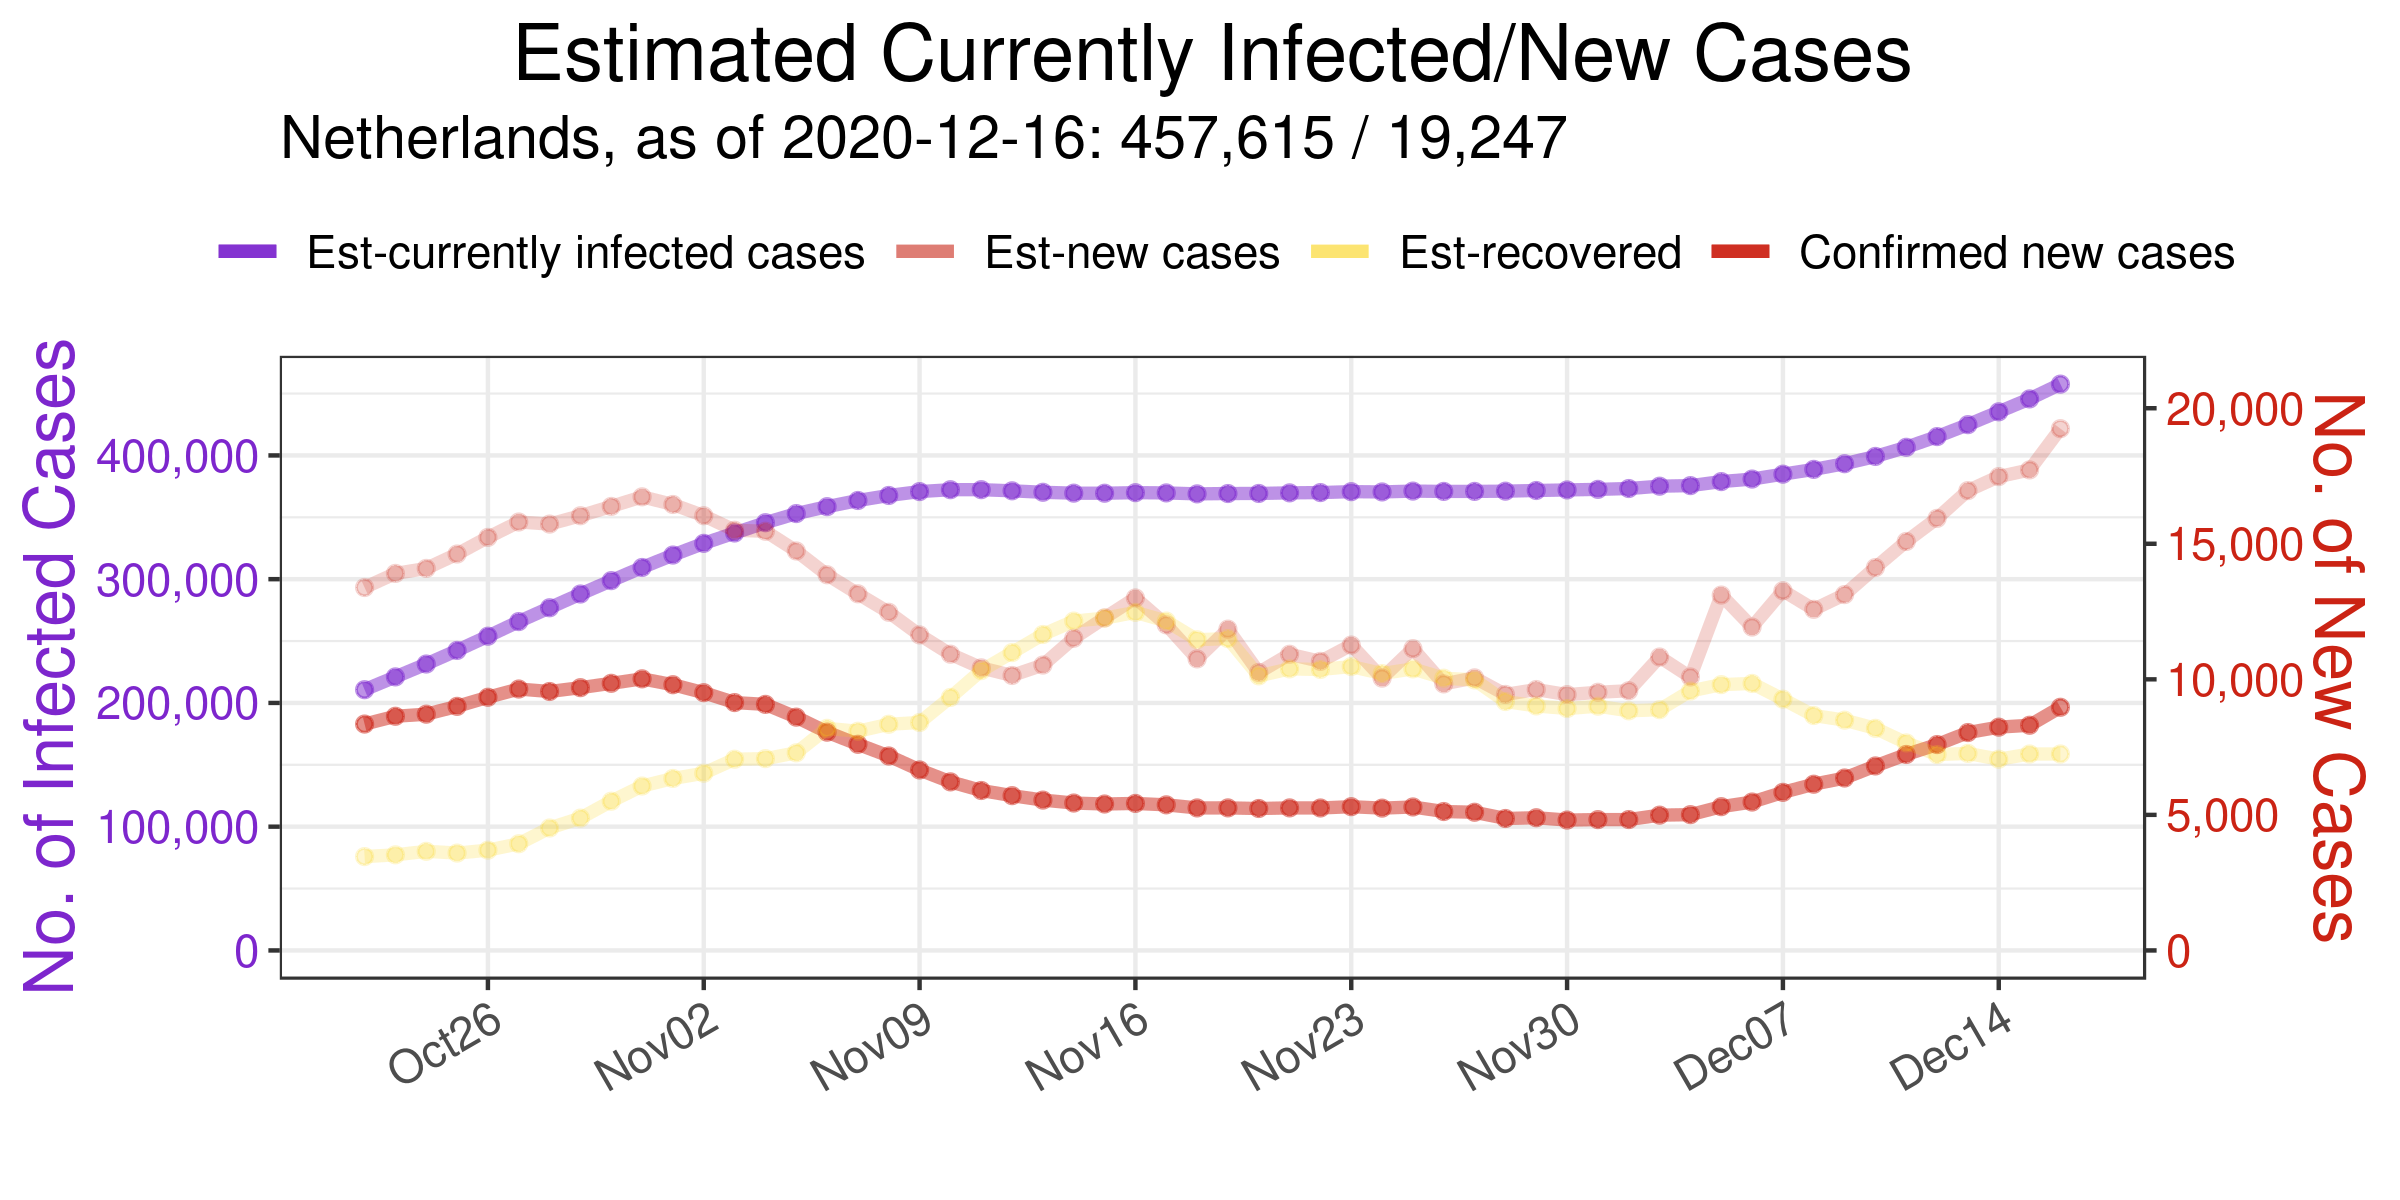 Estimated Currently Infected/New Cases
Netherlands, as of 2020-12-16: 457,615 / 19,247
Est-currently infected cases Est-new cases Est-recovered Confirmed new cases
No. of Infected Cases
400,000
300,000
200,000
100,000
0
20,000
15,000
10,000
5,000
0
No. of New Cases
Oct26 Nov02 Nov09 Nov16 Nov23 Nov30 Dec07 Dec14